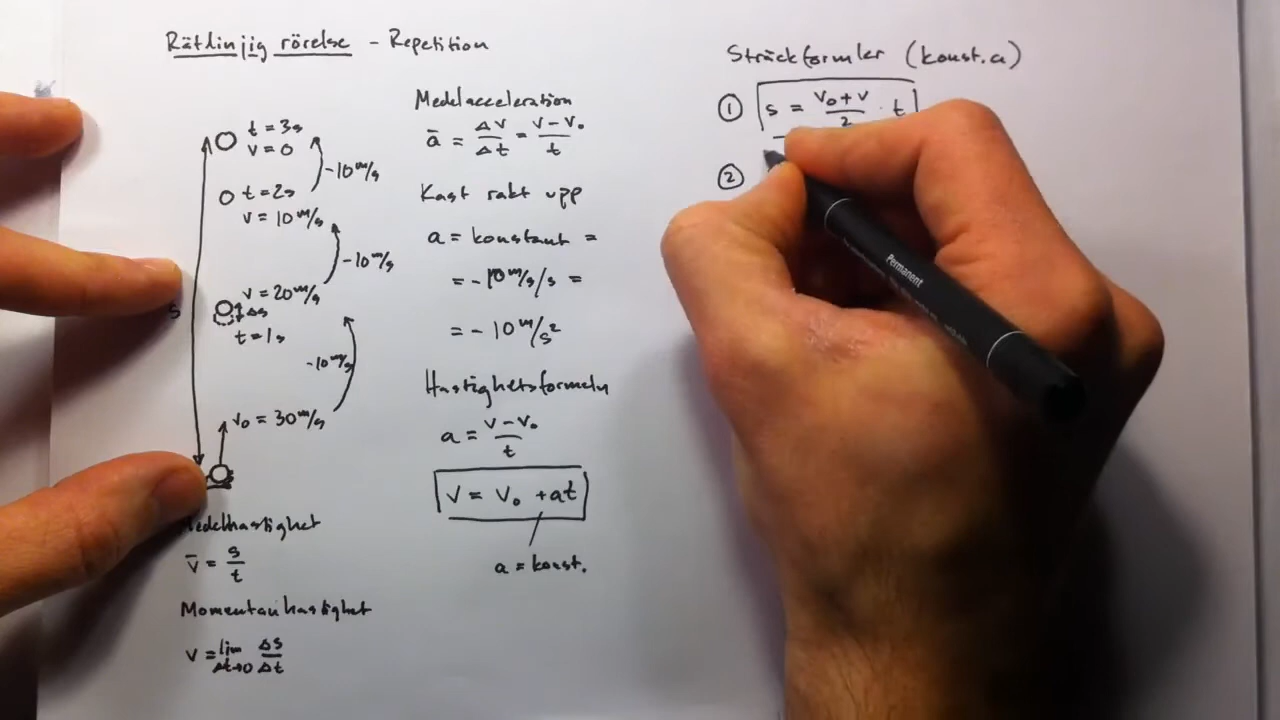 Rätlinjig rörelse - Repetition
t = 3s
v = 0
-10 m/s
t = 2s
v = 10 m/s
-10 m/s
v = 20 m/s
Δs
t = 1s
s
-10 m/s
v₀ = 30 m/s
Medelhastighet
v̄ = s/t
Momentanhastighet
v = lim Δs/Δt
Δt→0
Medelacceleration
ā = Δv/Δt = v - v₀/t
Kast rakt upp
a = konstant =
= -10 m/s/s =
= -10 m/s²
Hastighetsformeln
a = v - v₀/t
v = v₀ + at
a = konst.
Sträckformler (konst. a)
① s = v₀ + v/2 · t
②
Permanent